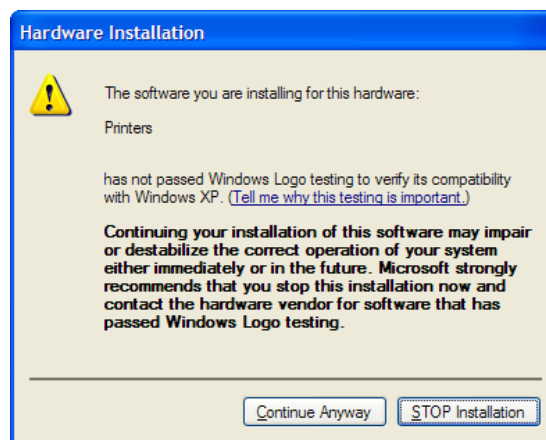 Hardware Installation
The software you are installing for this hardware:
Printers
has not passed Windows Logo testing to verify its compatibility
with Windows XP. (Tell me why this testing is important.)
Continuing your installation of this software may impair
or destabilize the correct operation of your system
either immediately or in the future. Microsoft strongly
recommends that you stop this installation now and
contact the hardware vendor for software that has
passed Windows Logo testing.
Continue Anyway STOP Installation